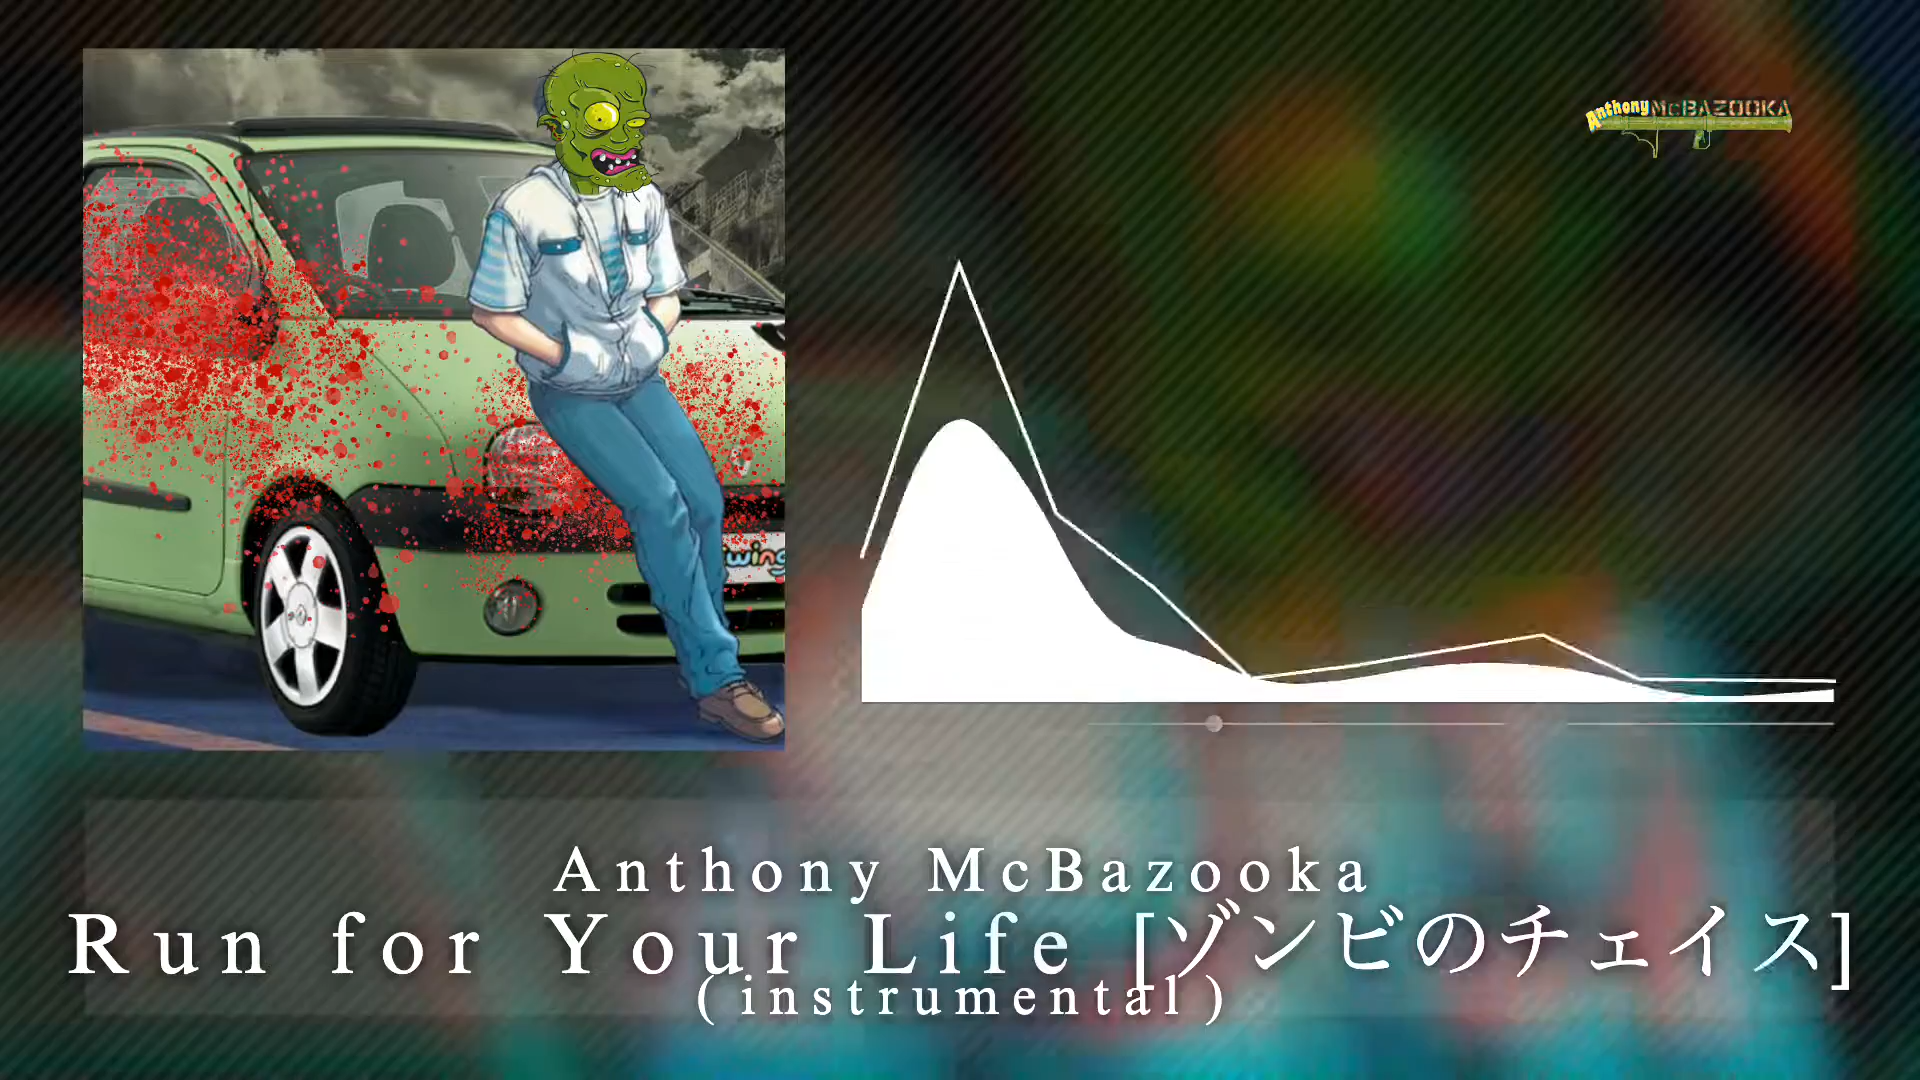 Anthony McBAZOOKA
Anthony McBazooka
Run for Your Life [ゾンビのチェイス]
(instrumental)